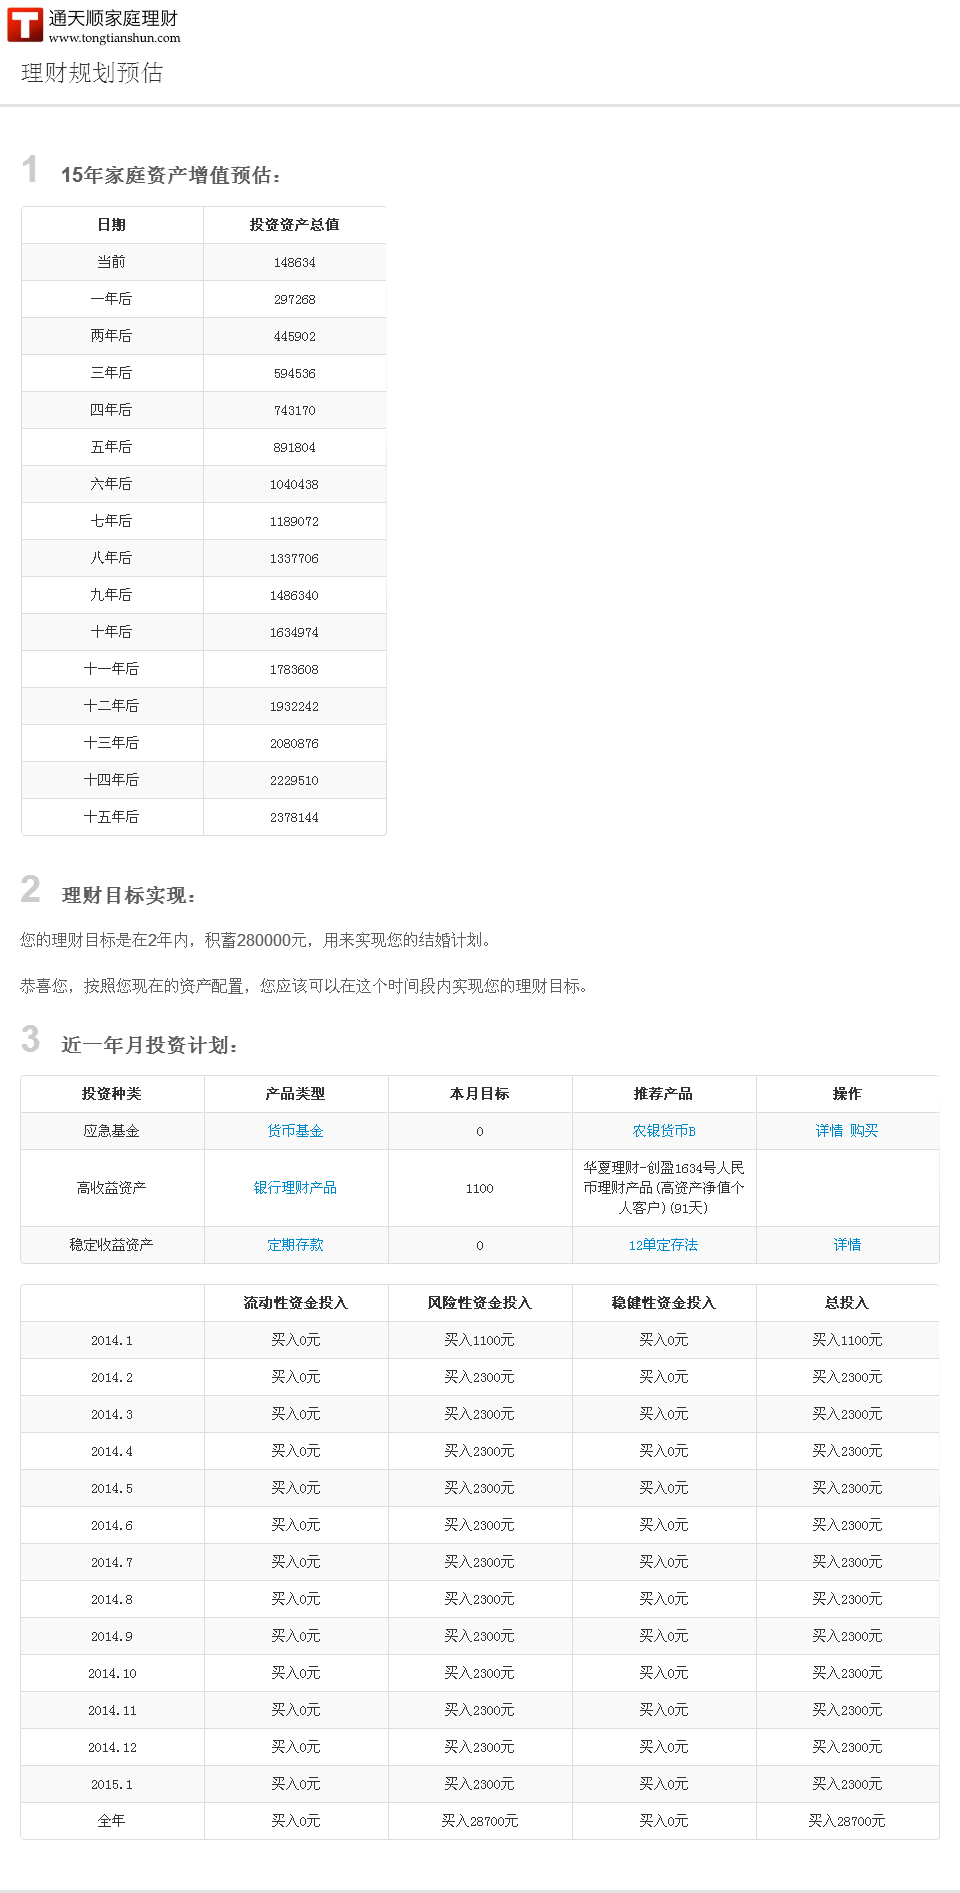 通天顺家庭理财
www.tongtianshun.com
理财规划预估
1 15年家庭资产增值预估：
日期 投资资产总值
当前 148634
一年后 297268
两年后 445902
三年后 594536
四年后 743170
五年后 891804
六年后 1040438
七年后 1189072
八年后 1337706
九年后 1486340
十年后 1634974
十一年后 1783608
十二年后 1932242
十三年后 2080876
十四年后 2229510
十五年后 2378144
2 理财目标实现：
您的理财目标是在2年内，积蓄280000元，用来实现您的结婚计划。
恭喜您，按照您现在的资产配置，您应该可以在这个时间段内实现您的理财目标。
3 近一年月投资计划：
投资种类 产品类型 本月目标 推荐产品 操作
应急基金 货币基金 0 农银货币B 详情 购买
高收益资产 银行理财产品 1100 华夏理财-创盈1634号人民
币理财产品(高资产净值个
人客户)(91天)
稳定收益资产 定期存款 0 12单定存法 详情
流动性资金投入 风险性资金投入 稳健性资金投入 总投入
2014.1 买入0元 买入1100元 买入0元 买入1100元
2014.2 买入0元 买入2300元 买入0元 买入2300元
2014.3 买入0元 买入2300元 买入0元 买入2300元
2014.4 买入0元 买入2300元 买入0元 买入2300元
2014.5 买入0元 买入2300元 买入0元 买入2300元
2014.6 买入0元 买入2300元 买入0元 买入2300元
2014.7 买入0元 买入2300元 买入0元 买入2300元
2014.8 买入0元 买入2300元 买入0元 买入2300元
2014.9 买入0元 买入2300元 买入0元 买入2300元
2014.10 买入0元 买入2300元 买入0元 买入2300元
2014.11 买入0元 买入2300元 买入0元 买入2300元
2014.12 买入0元 买入2300元 买入0元 买入2300元
2015.1 买入0元 买入2300元 买入0元 买入2300元
全年 买入0元 买入28700元 买入0元 买入28700元